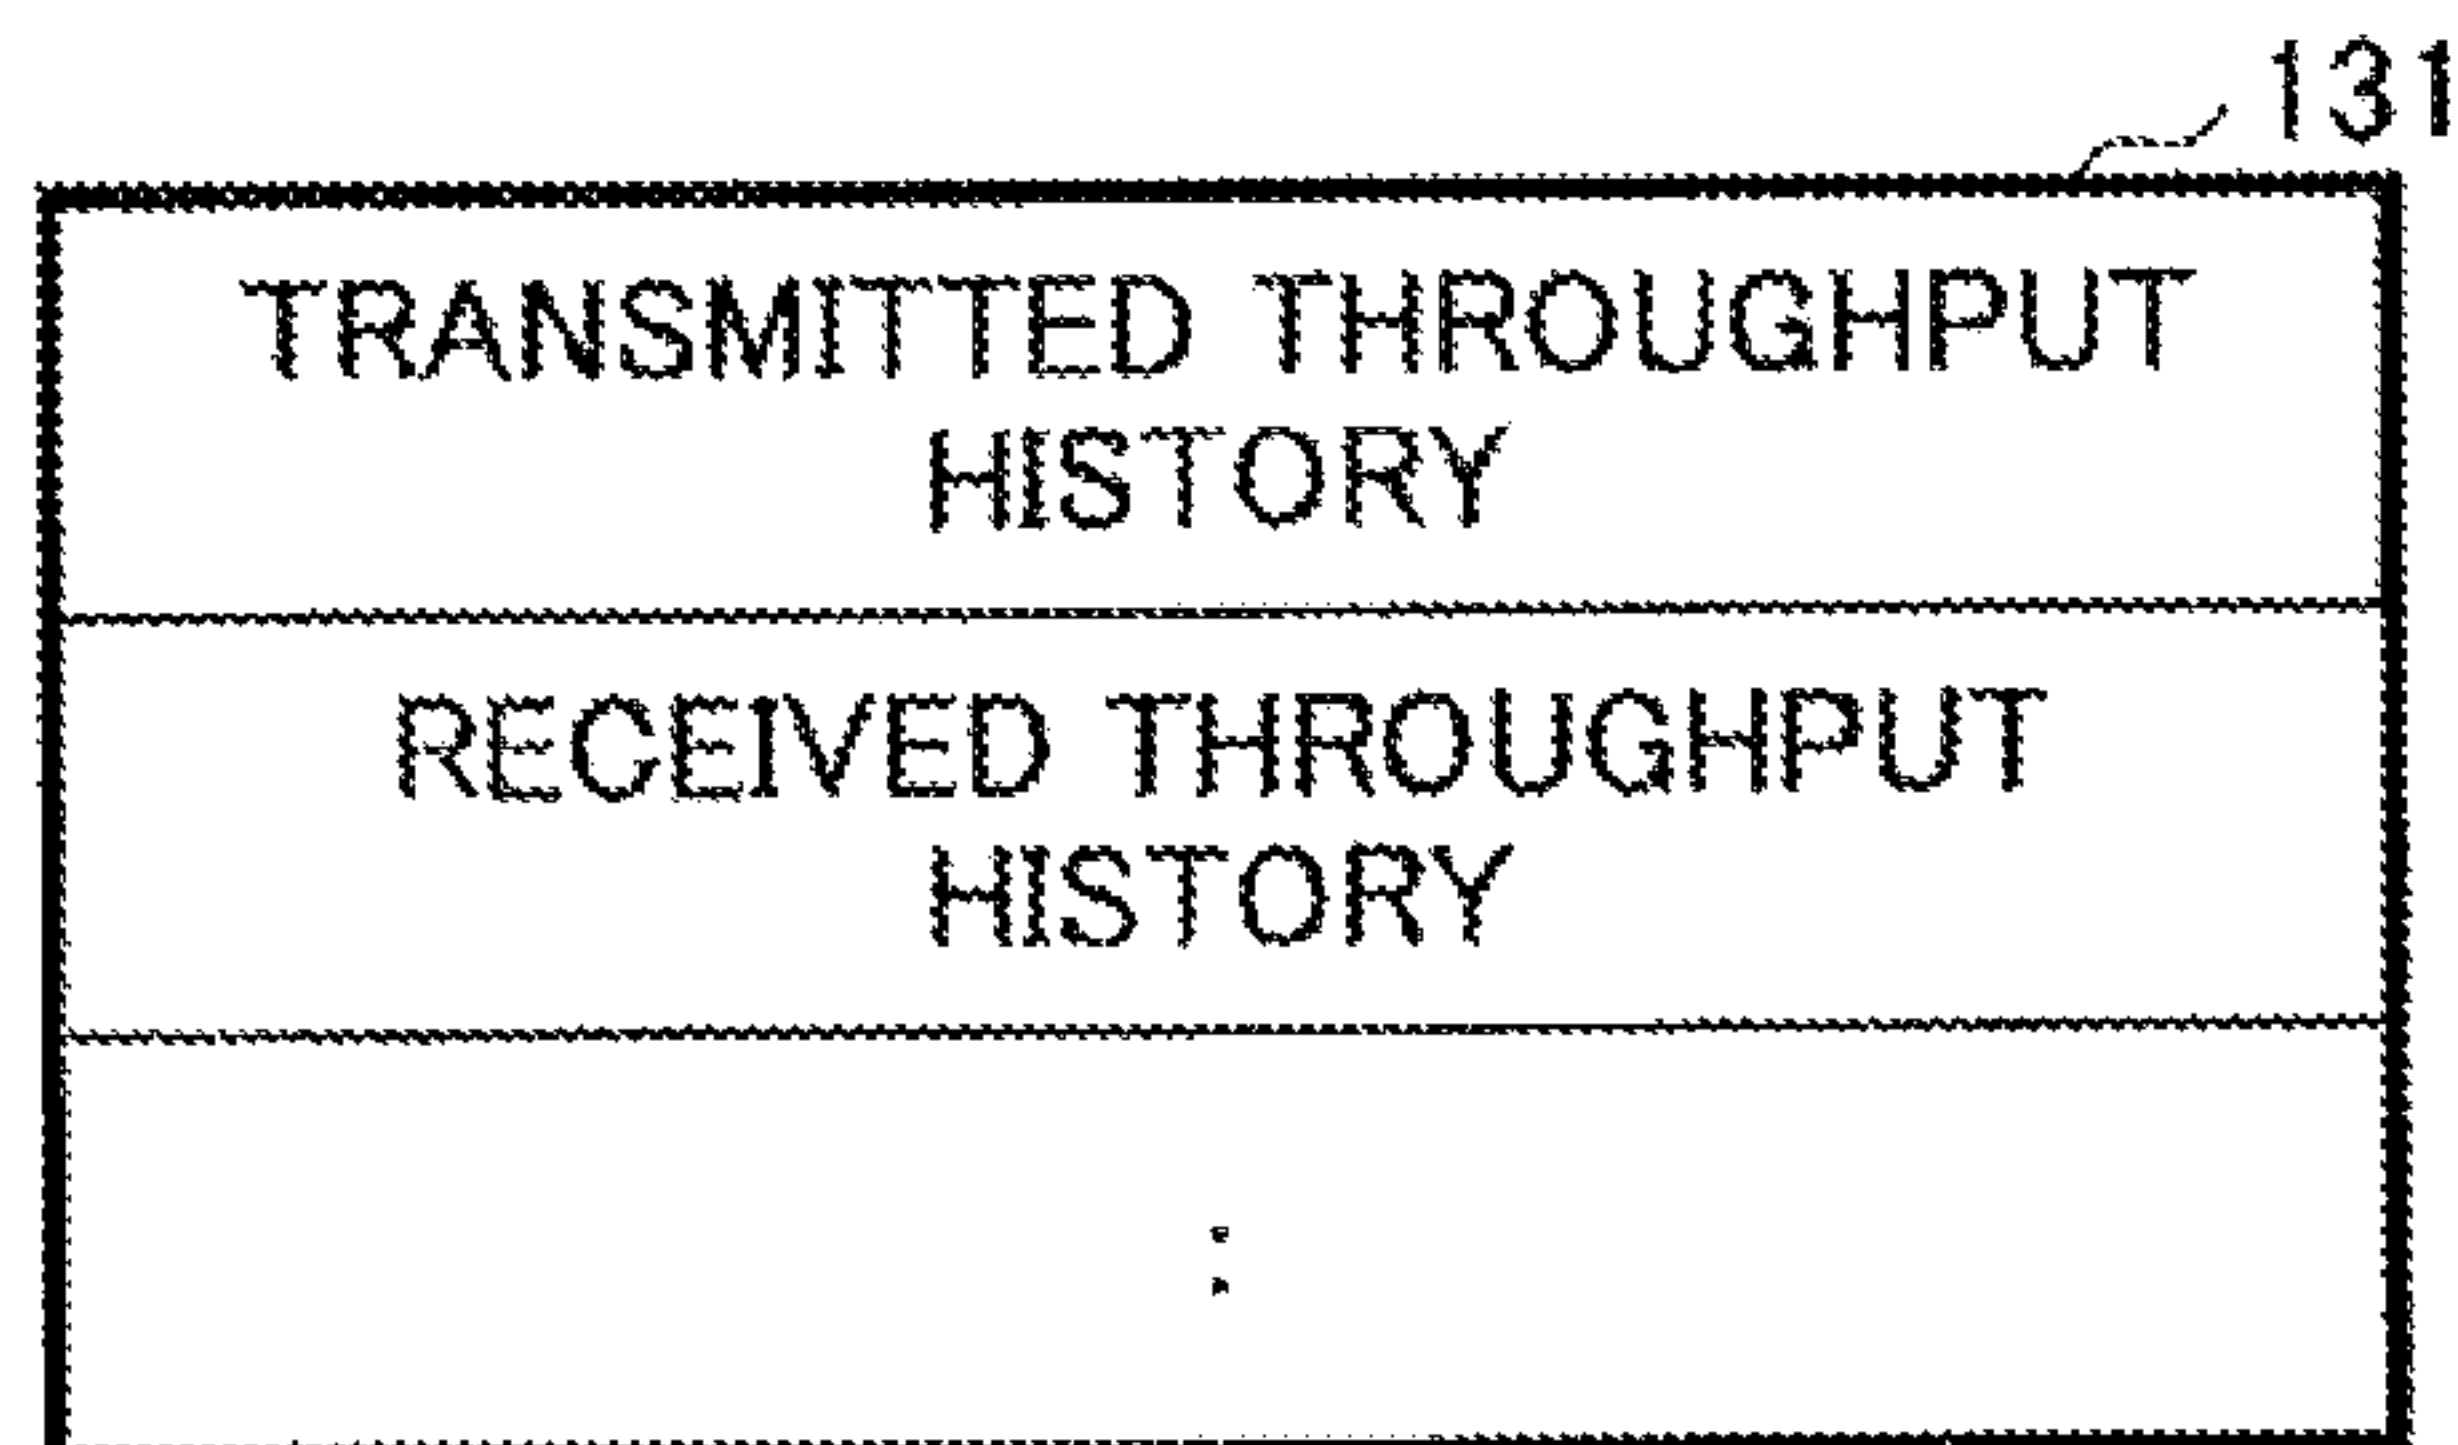 131
TRANSMITTED THROUGHPUT
HISTORY
RECEIVED THROUGHPUT
HISTORY
: